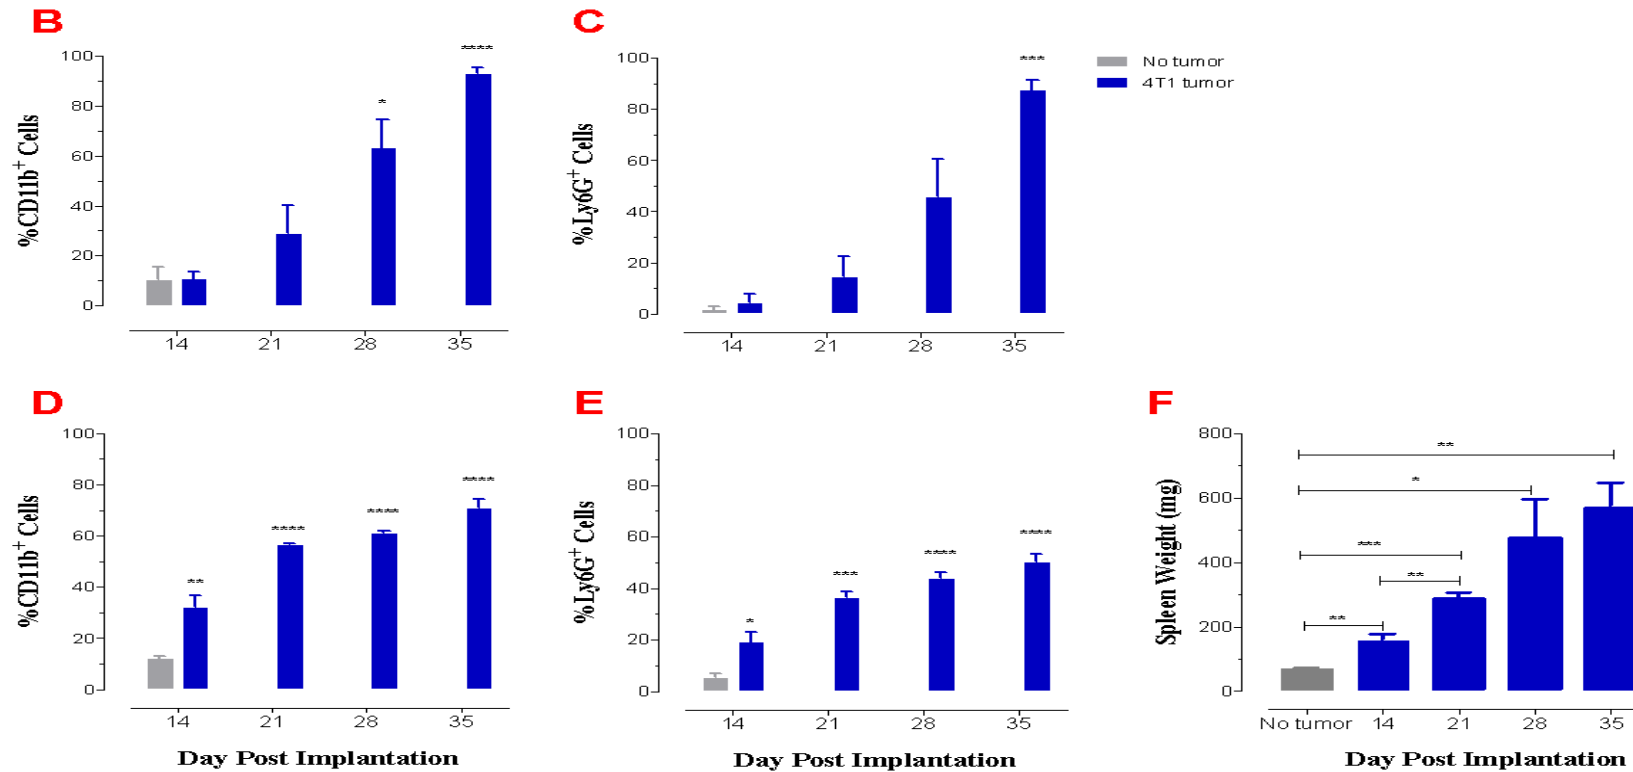 B
%CD11b+ Cells
100
80
60
40
20
0
*
****
14 21 28 35
C
%Ly6G+ Cells
100
80
60
40
20
0
***
14 21 28 35
No tumor
4T1 tumor
D
%CD11b+ Cells
100
80
60
40
20
0
**
****
****
****
14 21 28 35
Day Post Implantation
E
%Ly6G+ Cells
100
80
60
40
20
0
*
***
****
****
14 21 28 35
Day Post Implantation
F
Spleen Weight (mg)
800
600
400
200
0
**
*
***
**
**
No tumor 14 21 28 35
Day Post Implantation